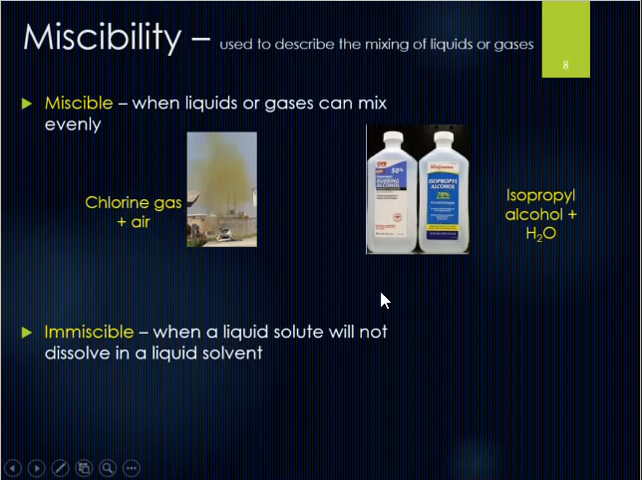 Miscibility – used to describe the mixing of liquids or gases
8
Miscible – when liquids or gases can mix
evenly
Chlorine gas
+ air
50%
RUBBING
ALCOHOL
ISOPROPYL
ALCOHOL
70%
Isopropyl
alcohol +
H₂O
Immiscible – when a liquid solute will not
dissolve in a liquid solvent